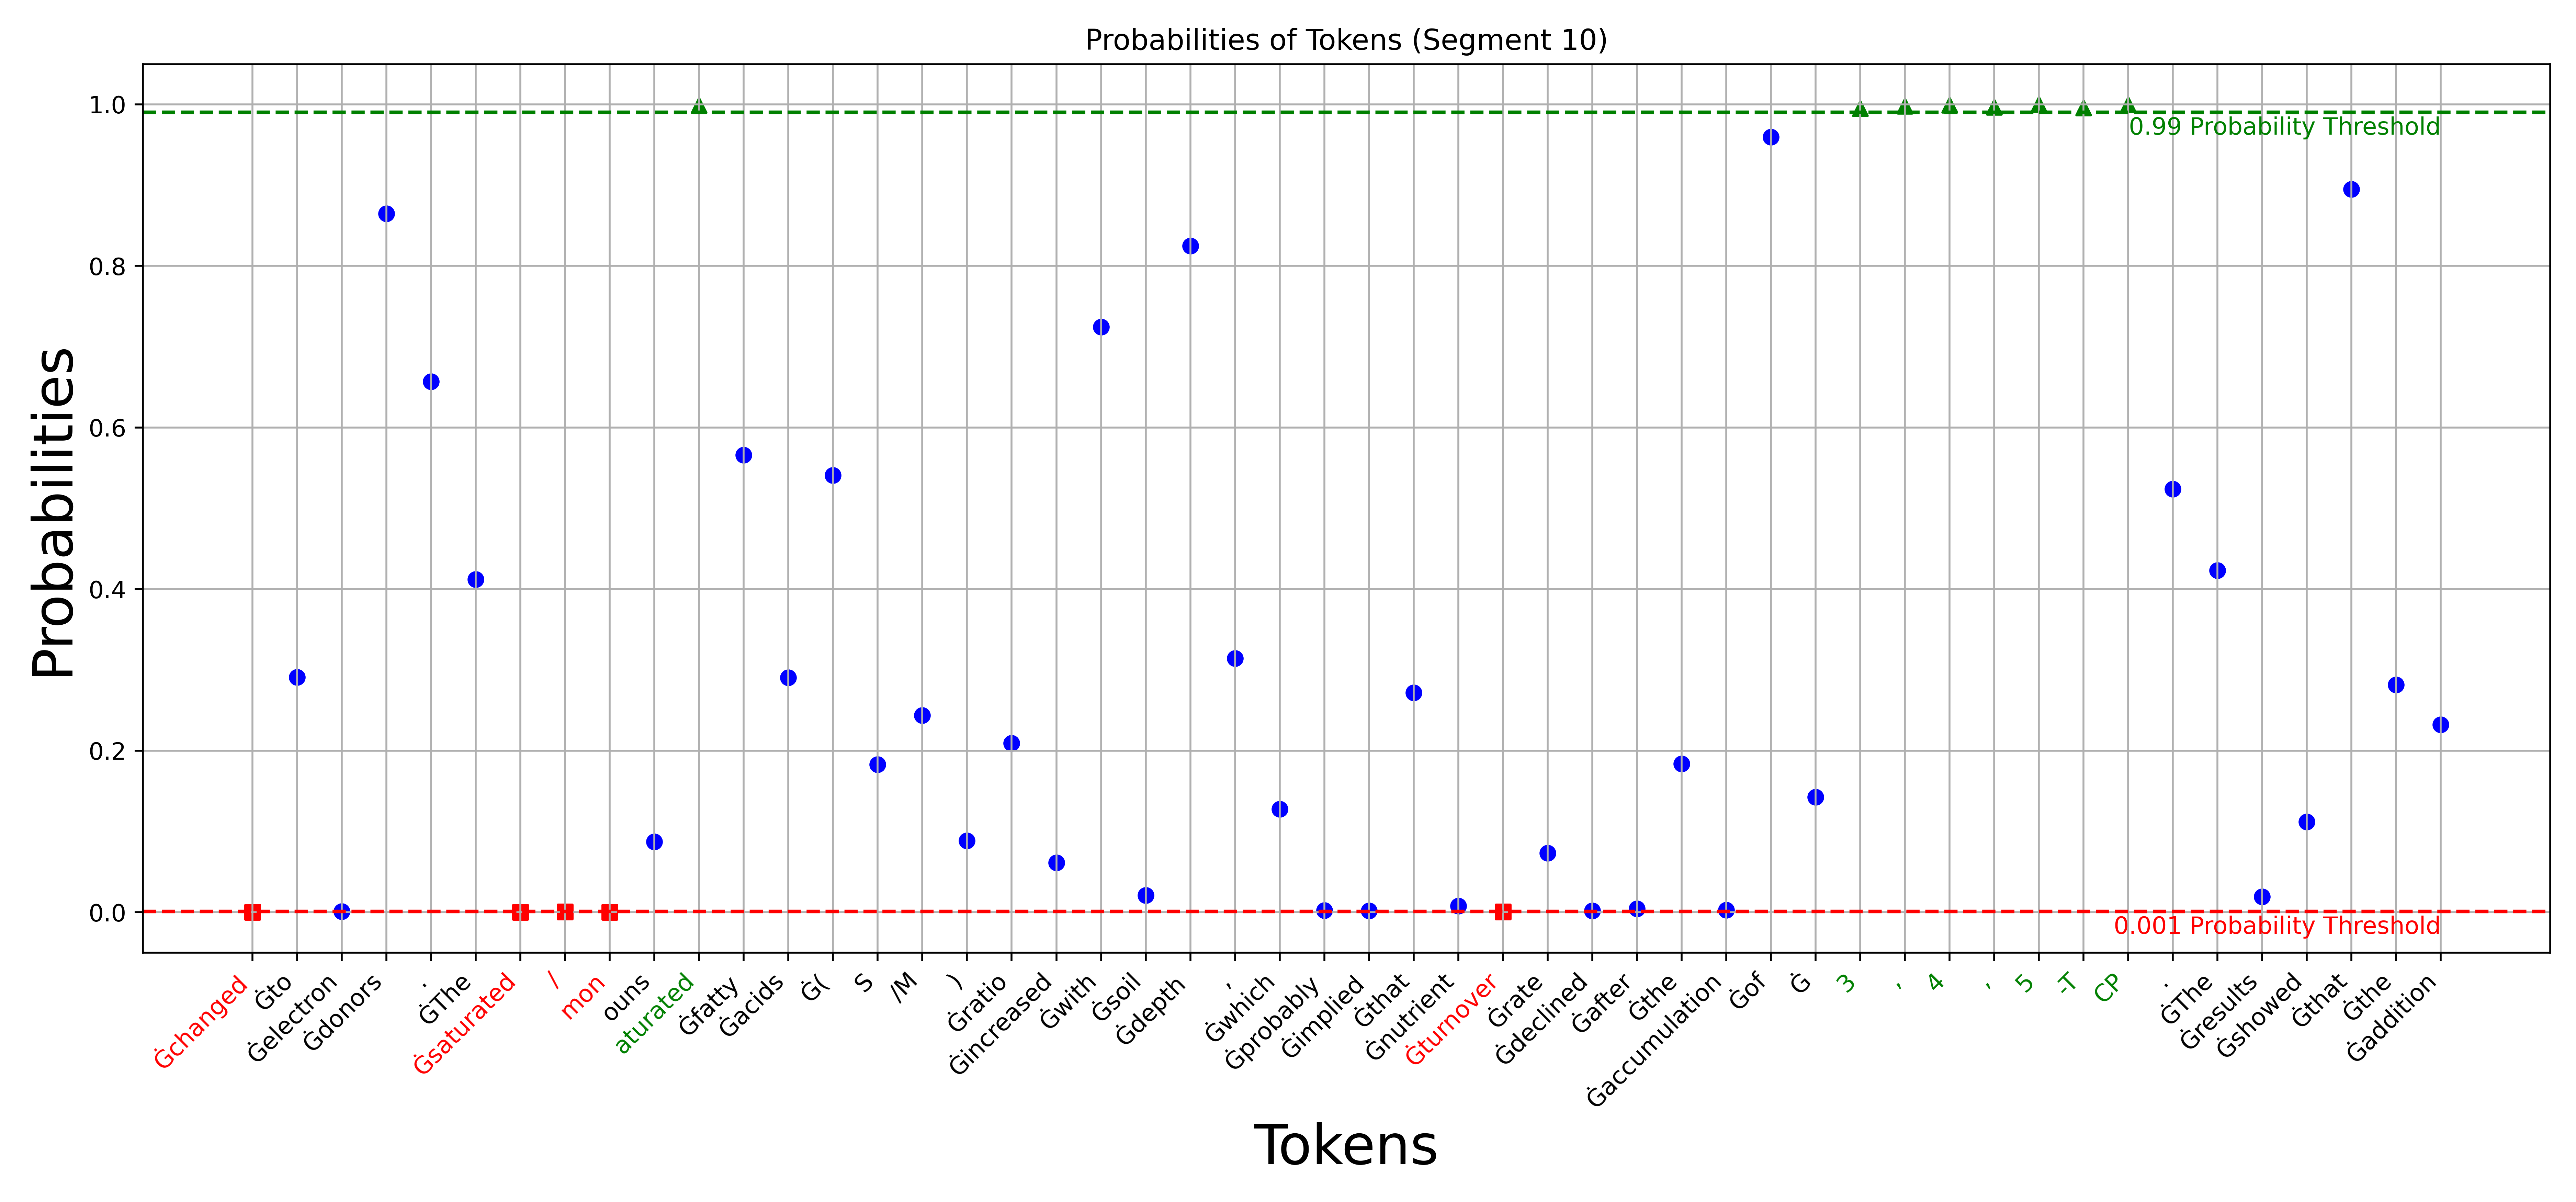 Probabilities of Tokens (Segment 10)
Probabilities
1.0
0.8
0.6
0.4
0.2
0.0
0.99 Probability Threshold
0.001 Probability Threshold
Ġchanged
Ġto
Ġelectron
Ġdonors
.
ĠThe
Ġsaturated
/
mon
ouns
aturated
Ġfatty
Ġacids
Ġ(
S
/M
)
Ġratio
Ġincreased
Ġwith
Ġsoil
Ġdepth
,
Ġwhich
Ġprobably
Ġimplied
Ġthat
Ġnutrient
Ġturnover
Ġrate
Ġdeclined
Ġafter
Ġthe
Ġaccumulation
Ġof
Ġ
3
,
4
,
5
-T
CP
.
ĠThe
Ġresults
Ġshowed
Ġthat
Ġthe
Ġaddition
Tokens